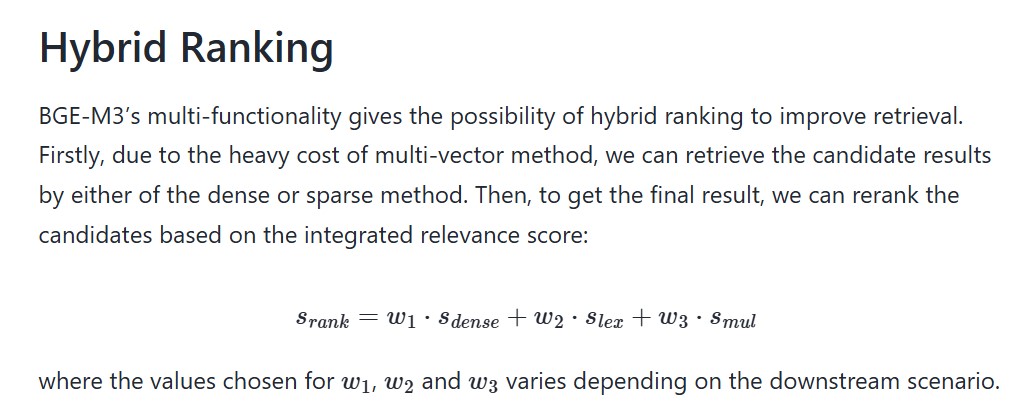 Hybrid Ranking
BGE-M3's multi-functionality gives the possibility of hybrid ranking to improve retrieval.
Firstly, due to the heavy cost of multi-vector method, we can retrieve the candidate results
by either of the dense or sparse method. Then, to get the final result, we can rerank the
candidates based on the integrated relevance score:
s_{rank} = w_1 · s_{dense} + w_2 · s_{lex} + w_3 · s_{mul}
where the values chosen for w_1, w_2 and w_3 varies depending on the downstream scenario.